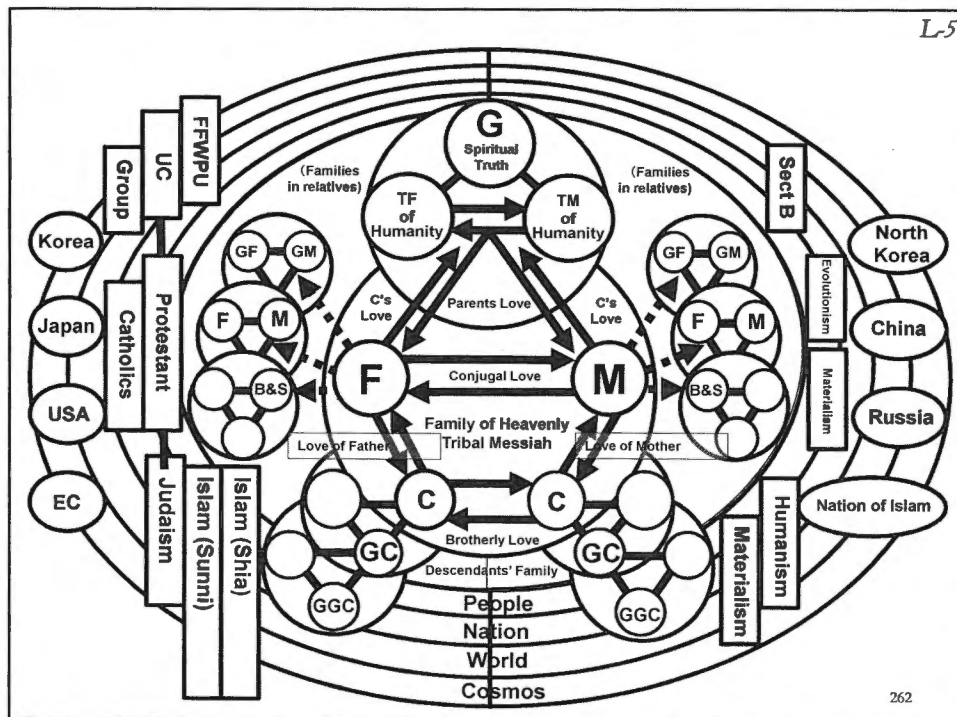 L-5
G
Spiritual
Truth
TF
of
Humanity
TM
of
Humanity
(Families
in relatives)
(Families
in relatives)
FFWPU
UC
Group
Sect B
Korea
Japan
USA
EC
North
Korea
China
Russia
Nation of Islam
Protestant
Catholics
Judaism
Islam (Sunni)
Islam (Shia)
Evolutionism
Materialism
Humanism
Materialism
GF
GM
F
M
B&S
GF
GM
F
M
B&S
C's
Love
Parents Love
C's
Love
F
Conjugal Love
M
Family of Heavenly
Tribal Messiah
Love of Father
Love of Mother
C
C
Brotherly Love
GC
GC
GGC
GGC
Descendants' Family
People
Nation
World
Cosmos
262